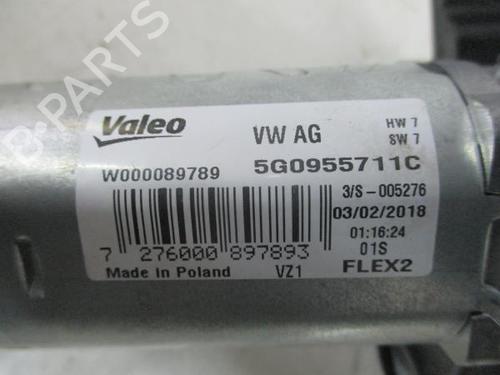 Valeo
VW AG
HW 7
SW 7
W000089789
5G0955711C
3/S-005276
03/02/2018
7 276000 897893
01:16:24
01S
Made in Poland
VZ1
FLEX2
B-PARTS